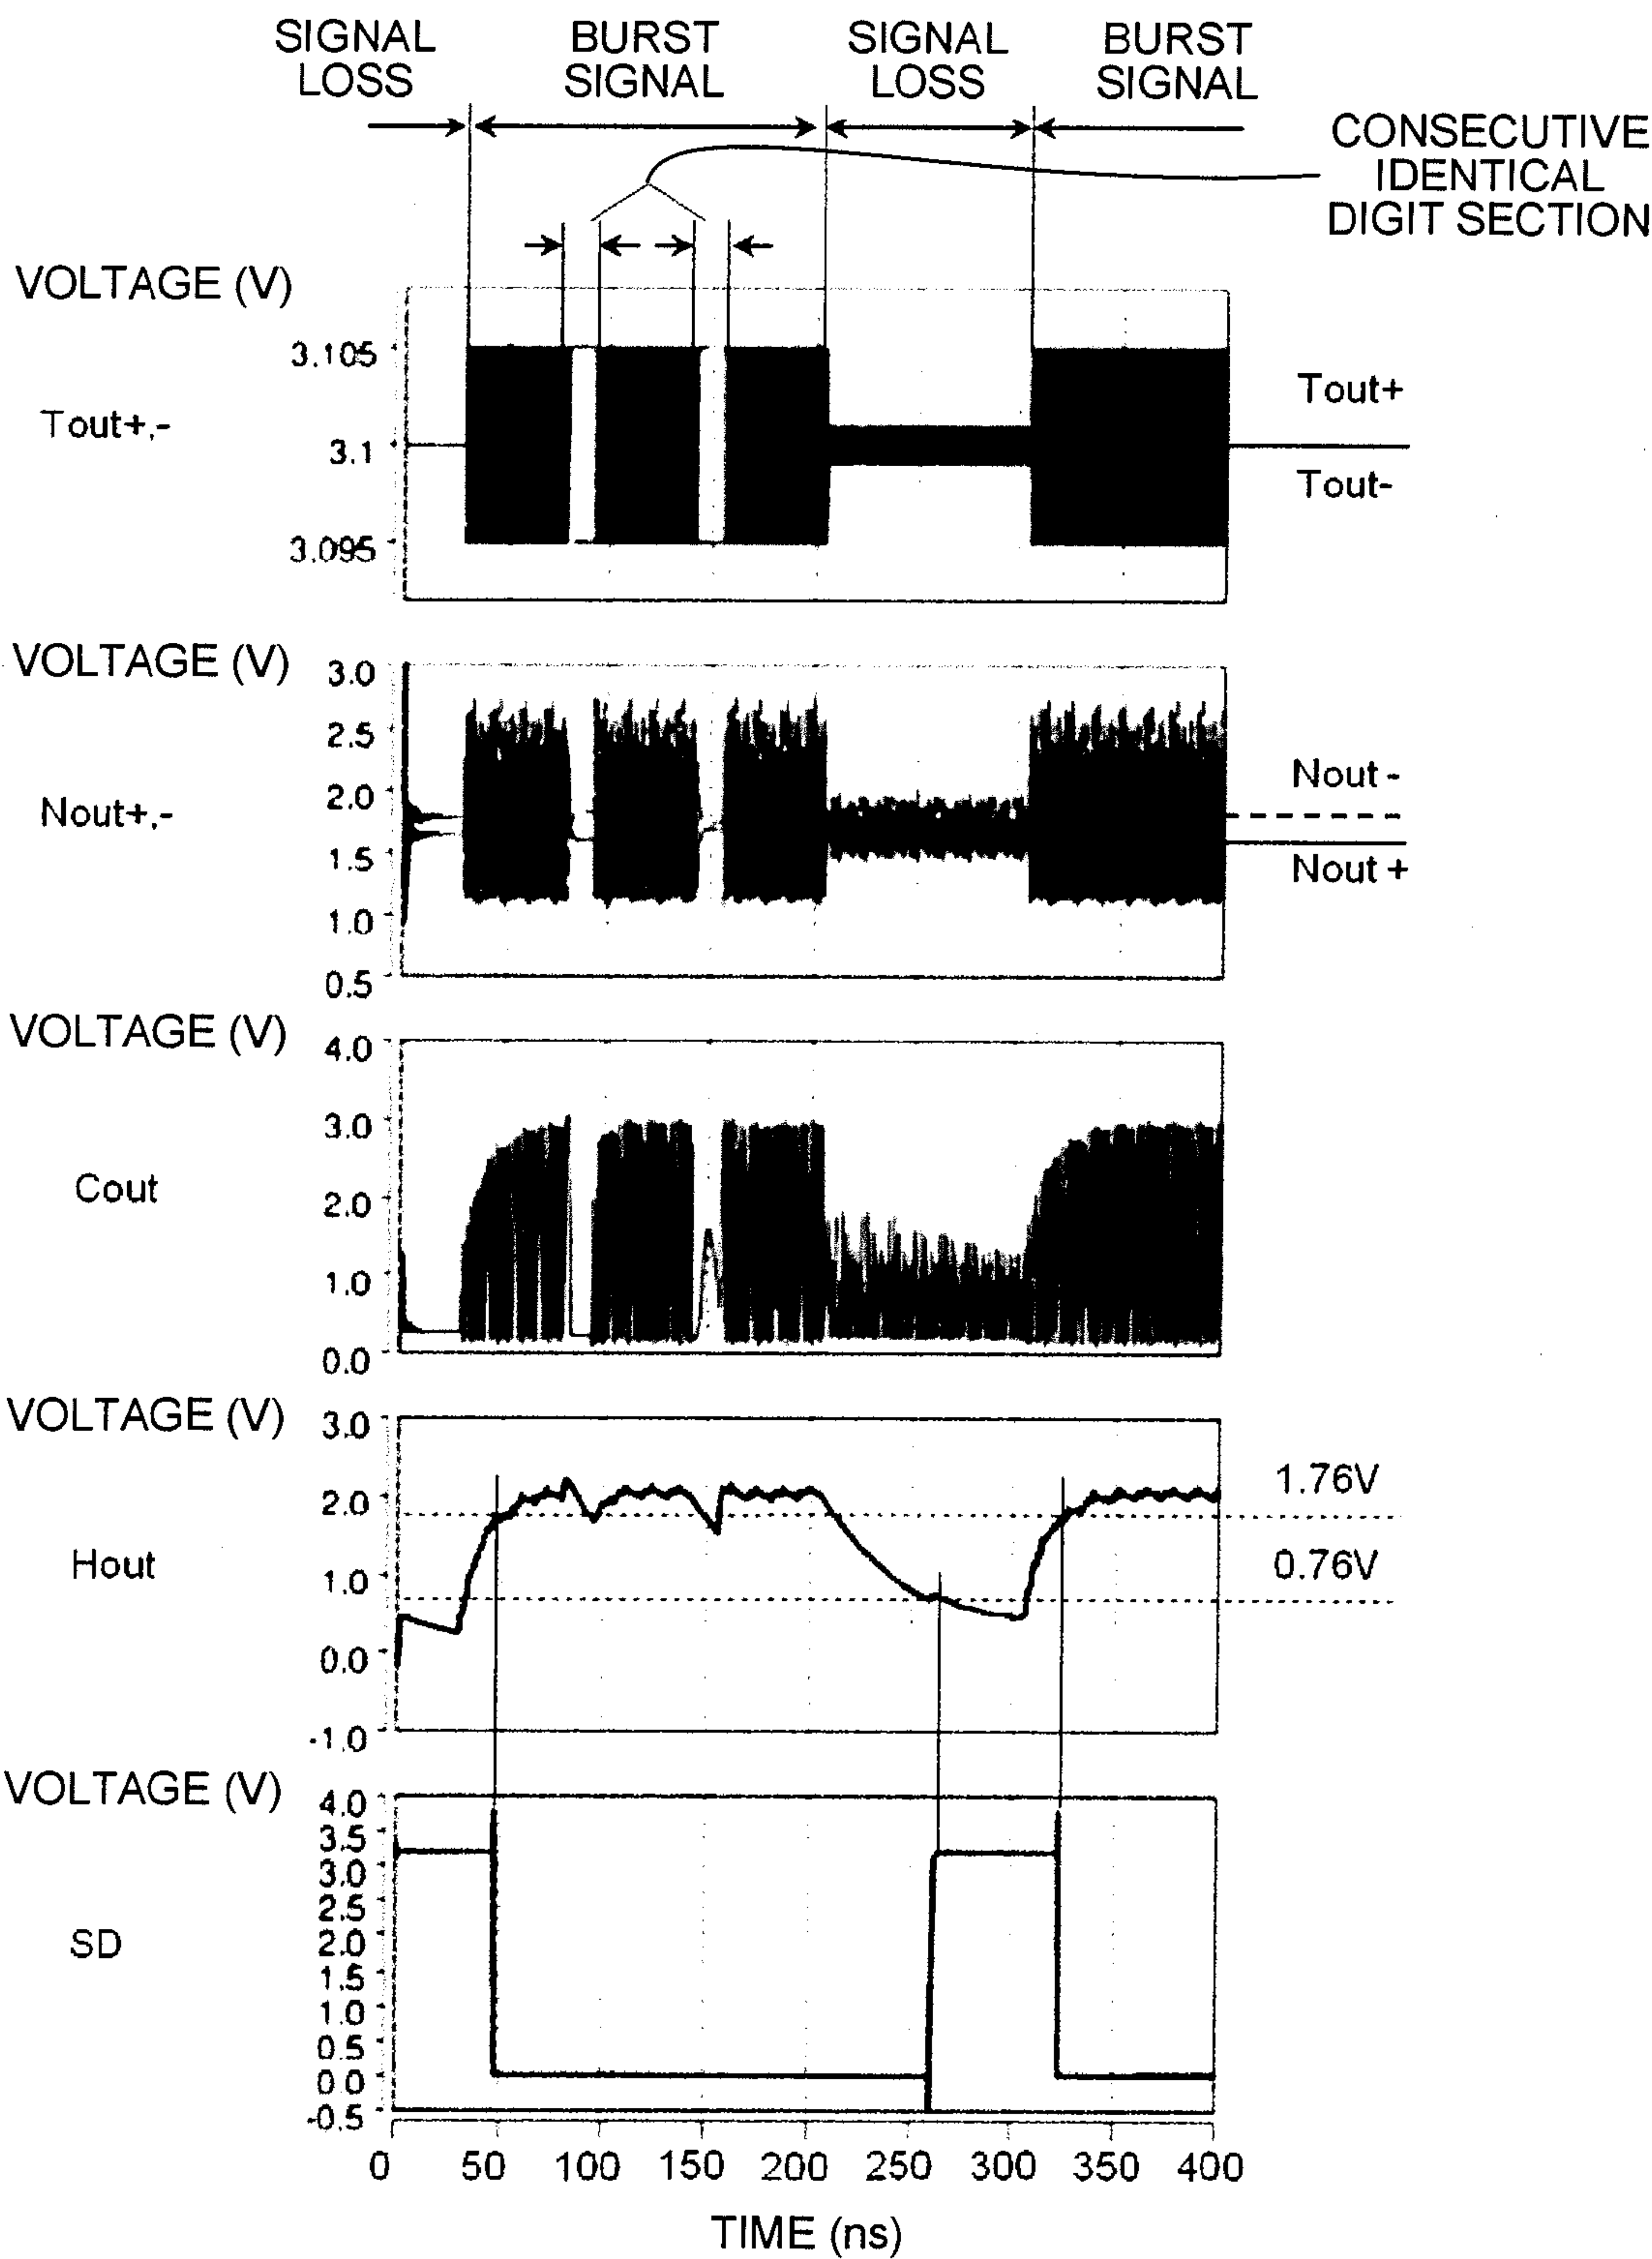 SIGNAL LOSS
BURST SIGNAL
SIGNAL LOSS
BURST SIGNAL
CONSECUTIVE
IDENTICAL
DIGIT SECTION
VOLTAGE (V)
3.105
Tout+,-
3.1
3.095
Tout+
Tout-
VOLTAGE (V)
3.0
2.5
2.0
Nout+,-
1.5
1.0
0.5
Nout -
Nout +
VOLTAGE (V)
4.0
3.0
Cout
2.0
1.0
0.0
VOLTAGE (V)
3.0
2.0
Hout
1.0
0.0
-1.0
1.76V
0.76V
VOLTAGE (V)
4.0
3.5
3.0
2.5
SD
2.0
1.5
1.0
0.5
0.0
-0.5
0 50 100 150 200 250 300 350 400
TIME (ns)